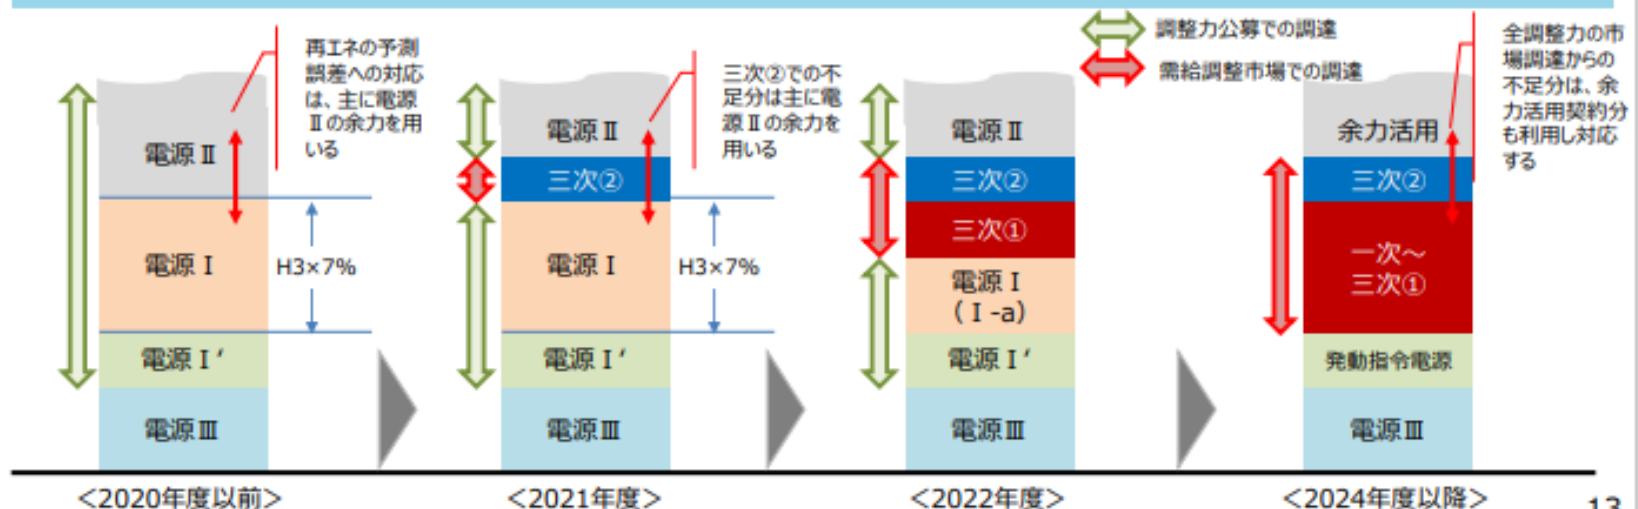 調整力公募での調達
需給調整市場での調達
再エネの予測
誤差への対応
は、主に電源
Ⅱの余力を用
いる
電源Ⅱ
電源Ⅰ
H3×7%
電源Ⅰ′
電源Ⅲ
<2020年度以前>
三次②での不
足分は主に電
源Ⅱの余力を
用いる
電源Ⅱ
三次②
電源Ⅰ
H3×7%
電源Ⅰ′
電源Ⅲ
<2021年度>
電源Ⅱ
三次②
三次①
電源Ⅰ
(Ⅰ-a)
電源Ⅰ′
電源Ⅲ
<2022年度>
全調整力の市
場調達からの
不足分は、余
力活用契約分
も利用し対応
する
余力活用
三次②
一次～
三次①
発動指令電源
電源Ⅲ
<2024年度以降>